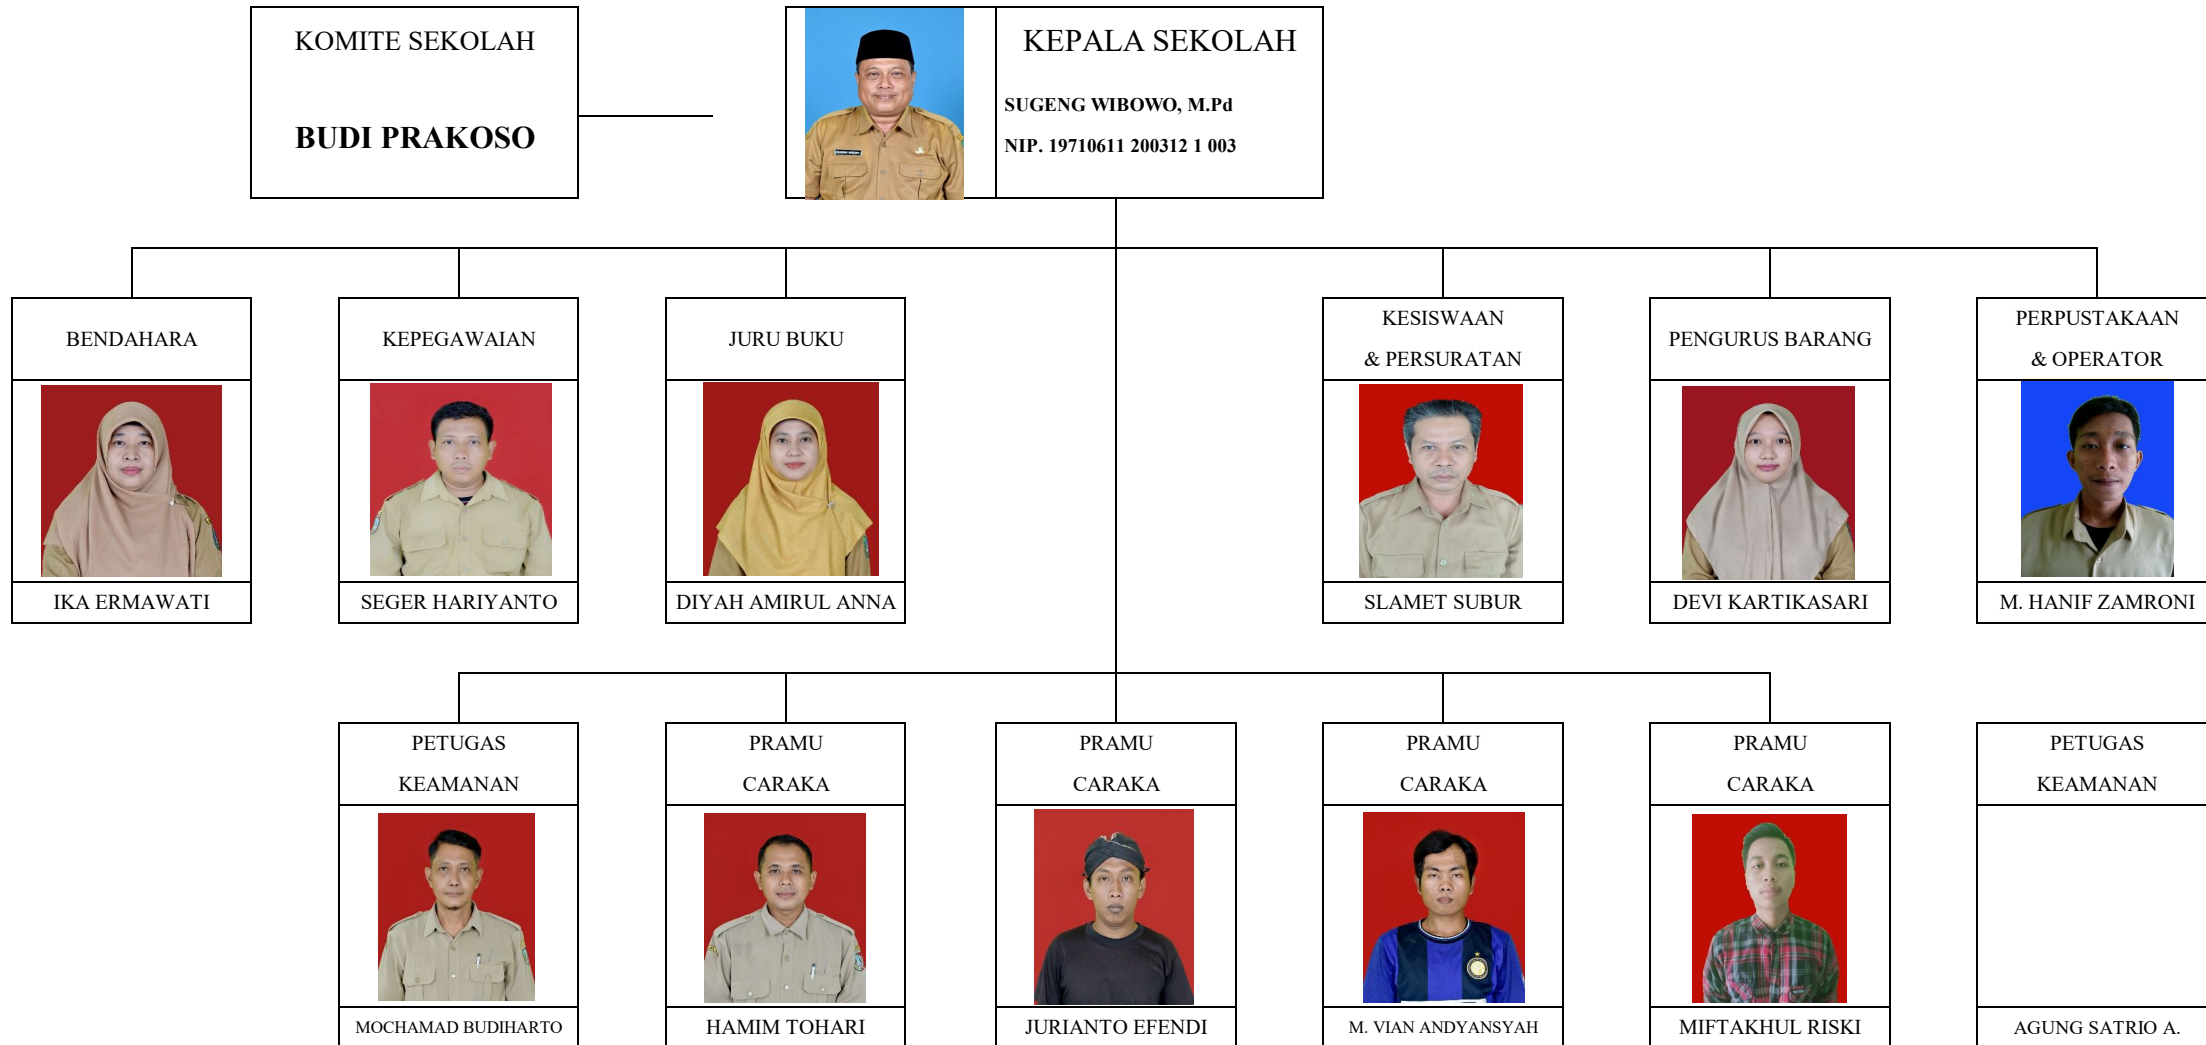 KOMITE SEKOLAH
BUDI PRAKOSO
KEPALA SEKOLAH
SUGENG WIBOWO, M.Pd
NIP. 19710611 200312 1 003
BENDAHARA
IKA ERMAWATI
KEPEGAWAIAN
SEGER HARIYANTO
JURU BUKU
DIYAH AMIRUL ANNA
KESISWAAN
& PERSURATAN
SLAMET SUBUR
PENGURUS BARANG
DEVI KARTIKASARI
PERPUSTAKAAN
& OPERATOR
M. HANIF ZAMRONI
PETUGAS
KEAMANAN
MOCHAMAD BUDIHARTO
PRAMU
CARAKA
HAMIM TOHARI
PRAMU
CARAKA
JURIANTO EFENDI
PRAMU
CARAKA
M. VIAN ANDYANSYAH
PRAMU
CARAKA
MIFTAKHUL RISKI
PETUGAS
KEAMANAN
AGUNG SATRIO A.